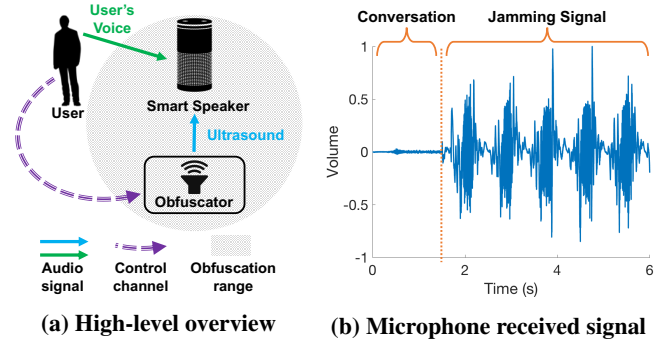 User's
Voice
User
Smart Speaker
Ultrasound
Obfuscator
Audio
signal
Control
channel
Obfuscation
range
(a) High-level overview
Conversation
Jamming Signal
Volume
1
0.5
0
-0.5
-1
0
2
4
6
Time (s)
(b) Microphone received signal